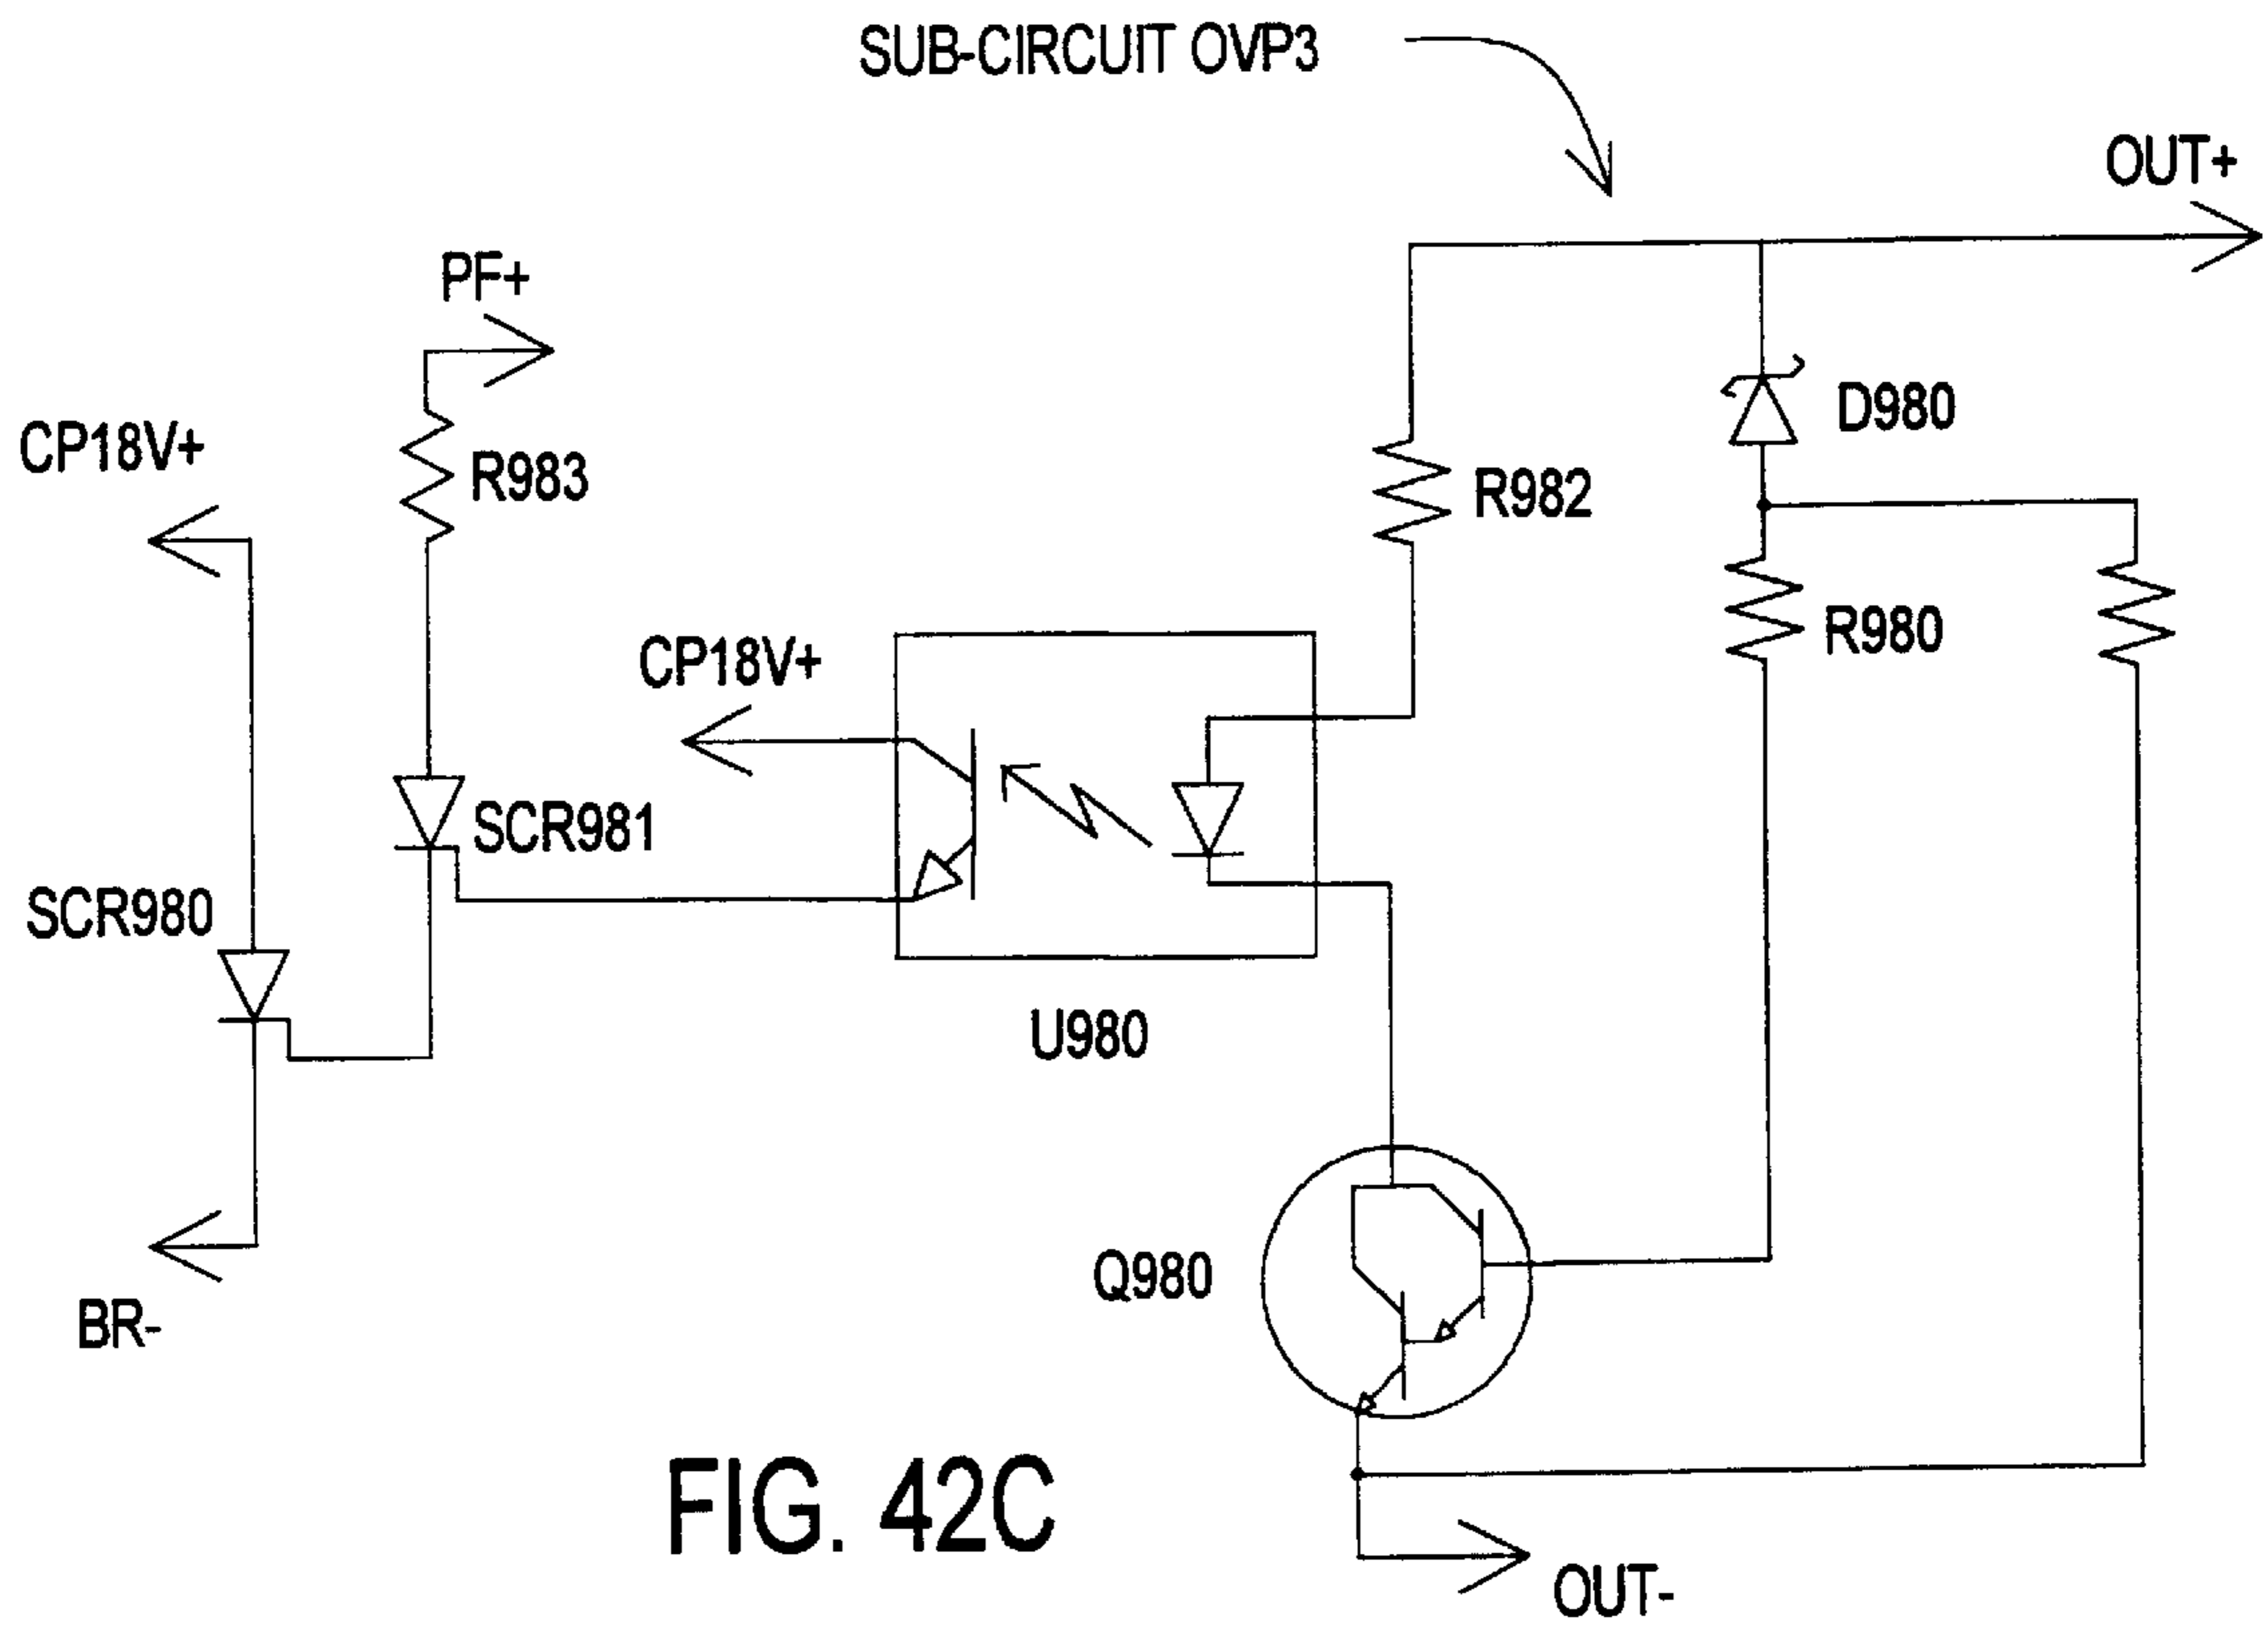 SUB-CIRCUIT OVP3
OUT+
PF+
CP18V+
R983
D980
R982
R980
CP18V+
SCR981
SCR980
U980
Q980
BR-
FIG. 42C
OUT-